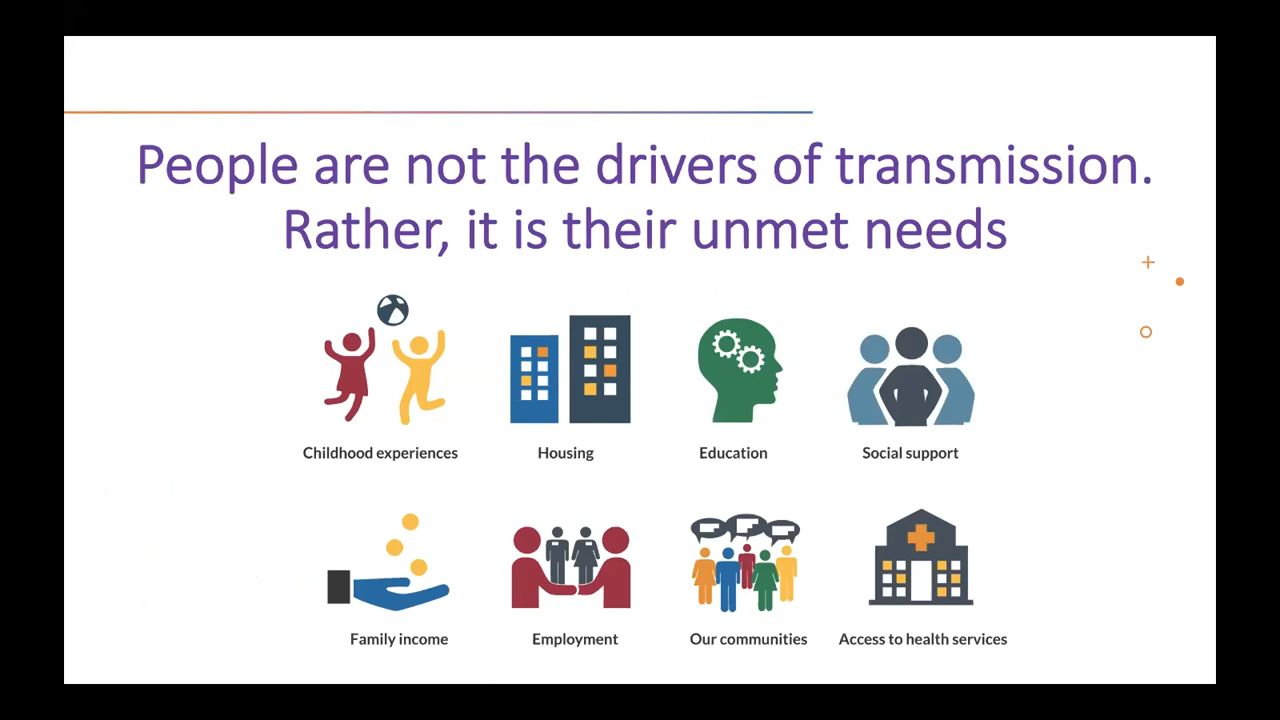 People are not the drivers of transmission.
Rather, it is their unmet needs
Childhood experiences
Housing
Education
Social support
Family income
Employment
Our communities
Access to health services